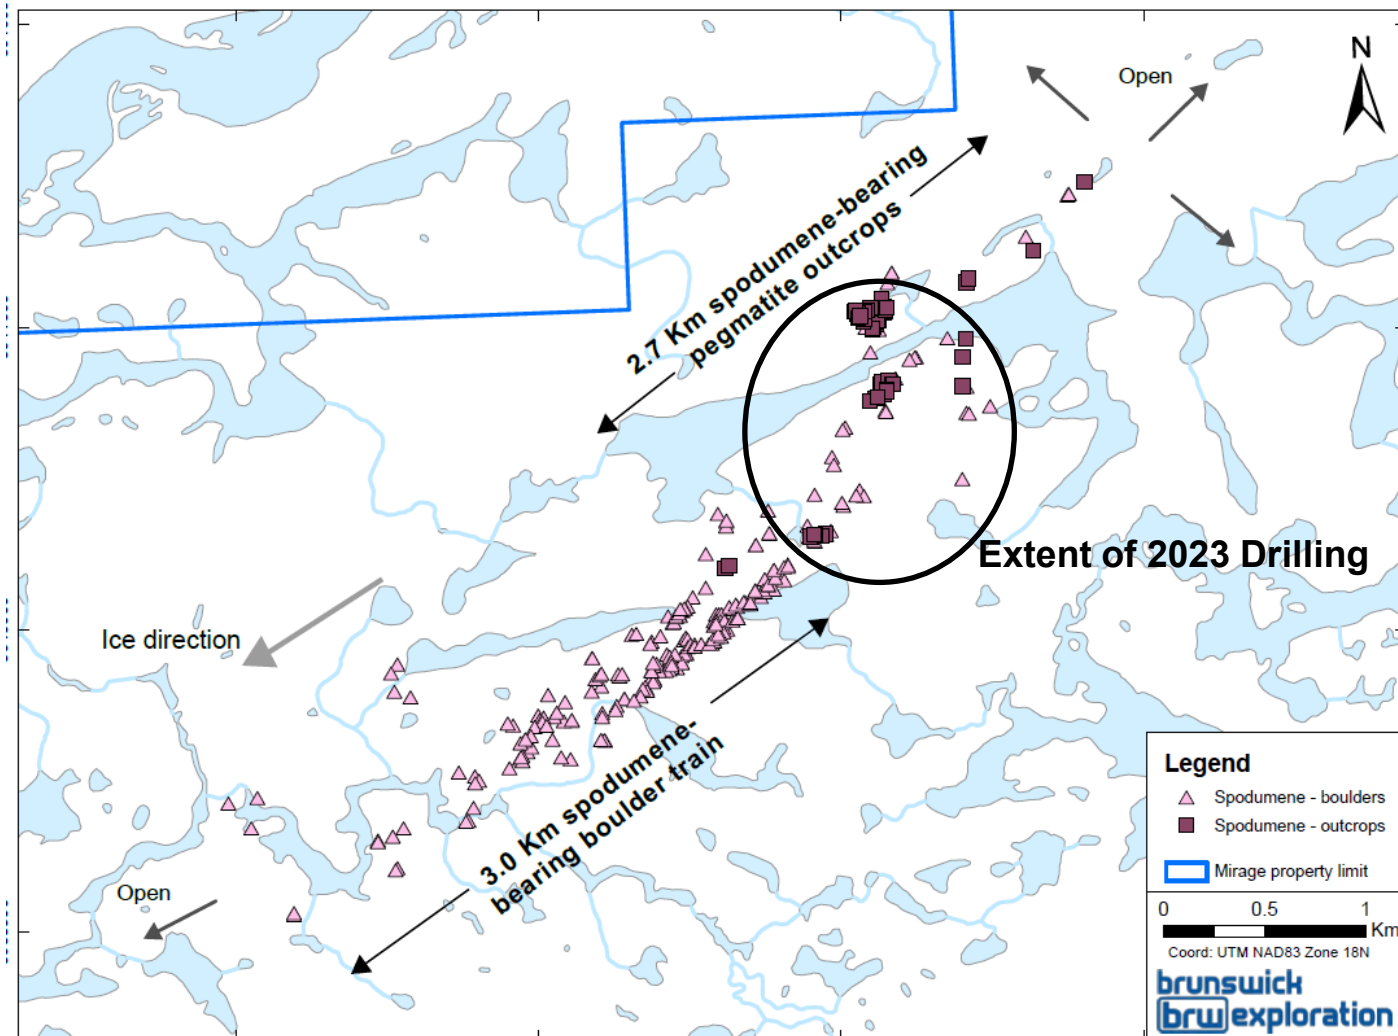 N
Open
2.7 Km spodumene-bearing
pegmatite outcrops
Extent of 2023 Drilling
Ice direction
3.0 Km spodumene-
bearing boulder train
Open
Legend
Spodumene - boulders
Spodumene - outcrops
Mirage property limit
0 0.5 1
Km
Coord: UTM NAD83 Zone 18N
brunswick
brw exploration